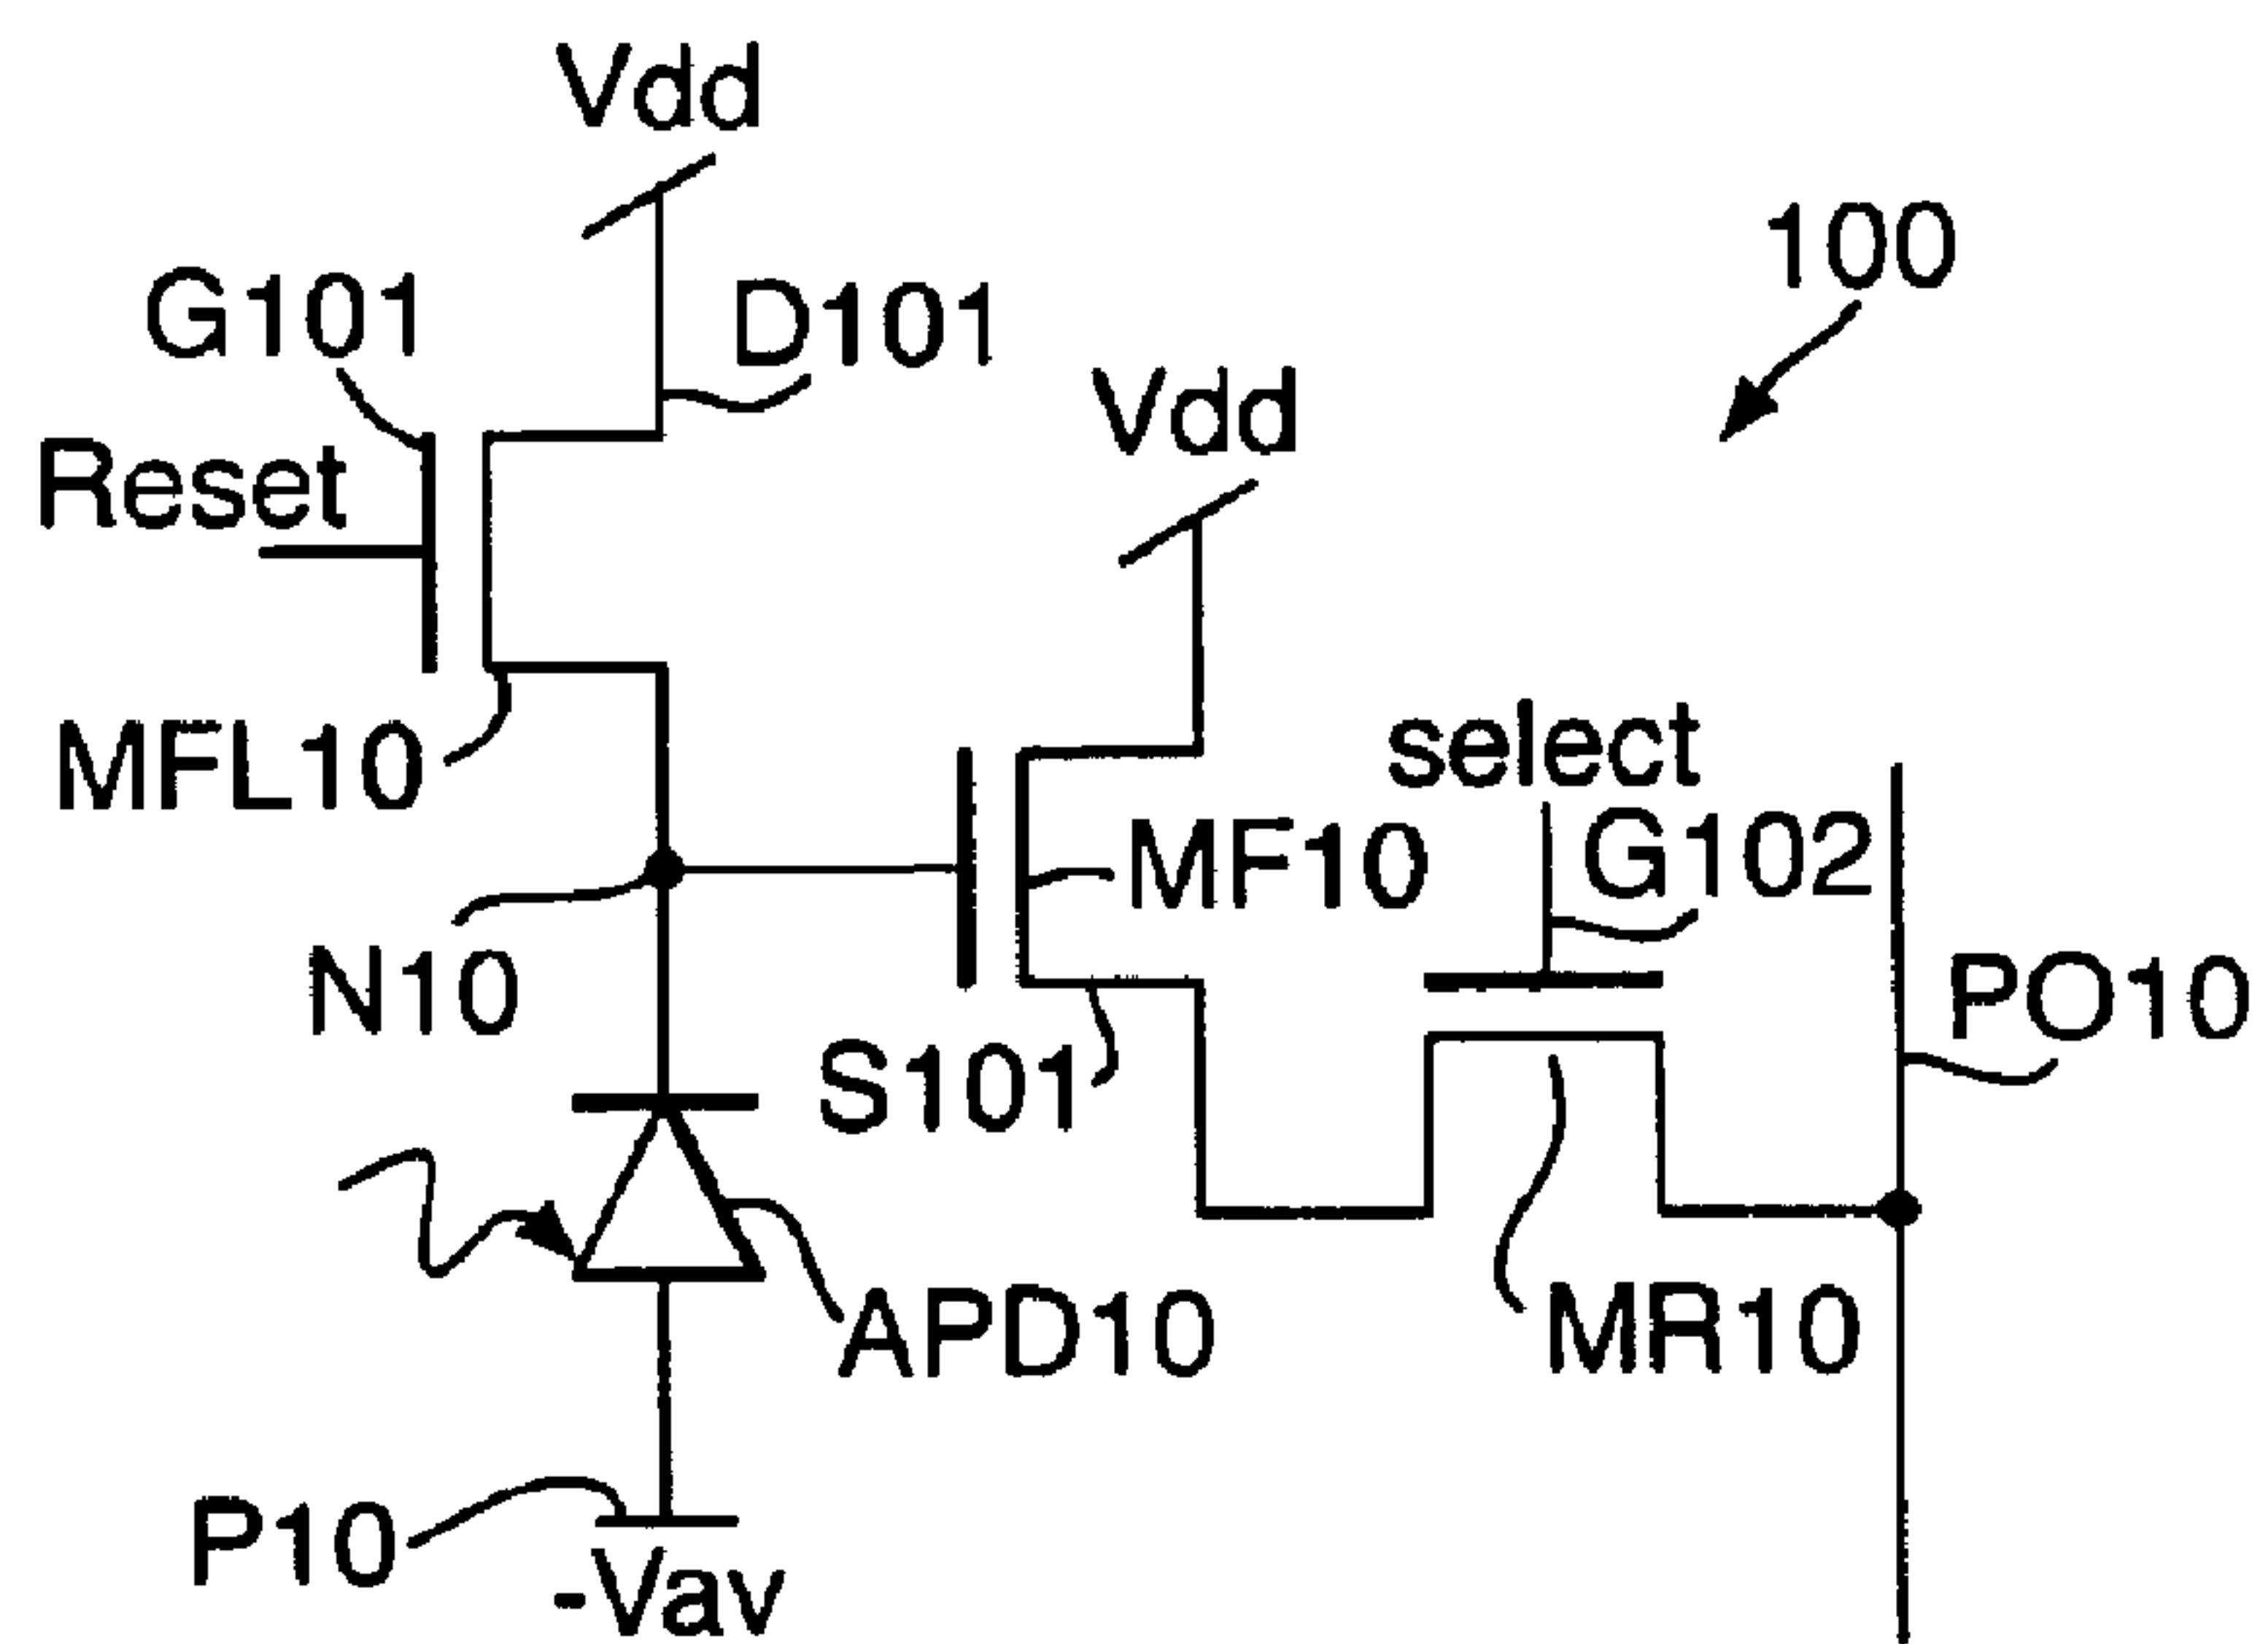 Vdd
100
G101
D101
Vdd
Reset
select
MFL10
MF10
G102
N10
PO10
S101
APD10
MR10
P10
-Vav